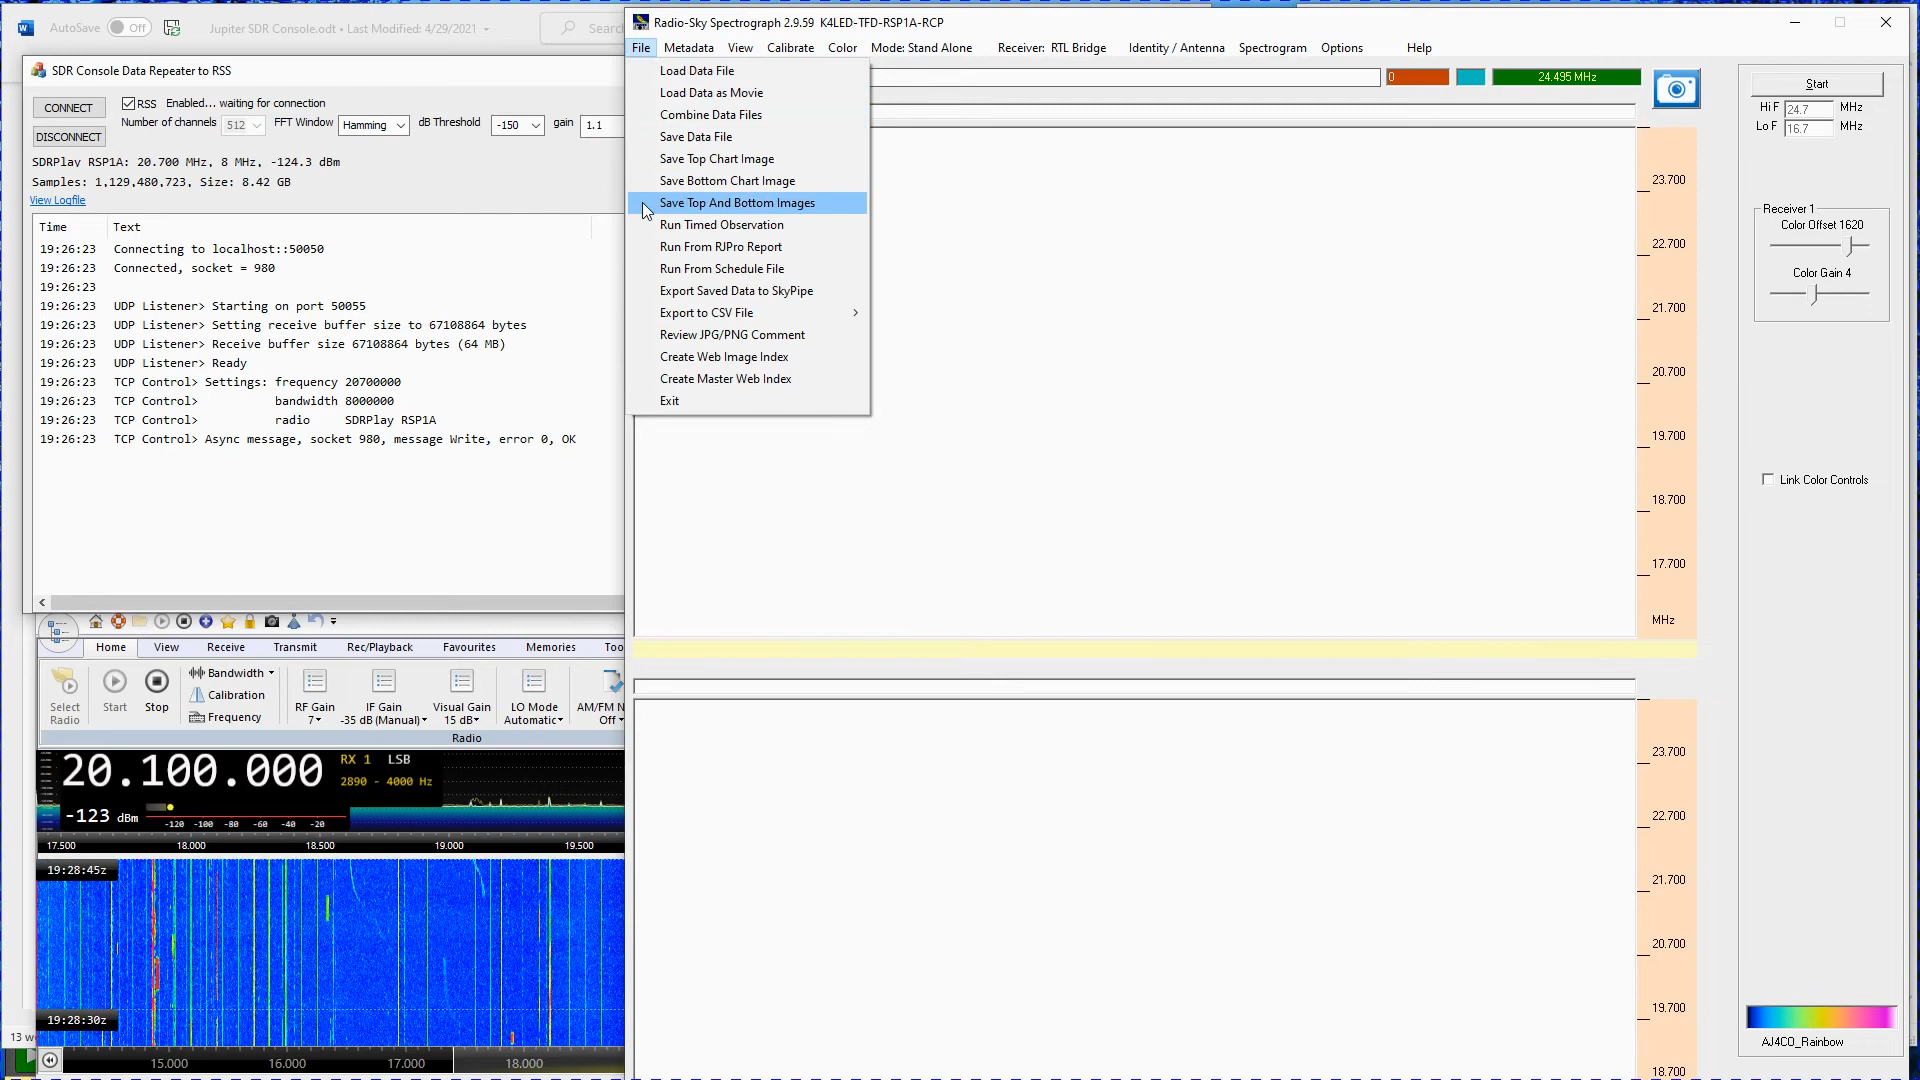 AutoSave Off Jupiter SDR Console.odt • Last Modified: 4/29/2021
Radio-Sky Spectrograph 2.9.59 K4LED-TFD-RSP1A-RCP
File Metadata View Calibrate Color Mode: Stand Alone Receiver: RTL Bridge Identity / Antenna Spectrogram Options Help
SDR Console Data Repeater to RSS
CONNECT RSS Enabled... waiting for connection
Number of channels 512 FFT Window Hamming dB Threshold -150 gain 1.1
DISCONNECT
SDRPlay RSP1A: 20.700 MHz, 8 MHz, -124.3 dBm
Samples: 1,129,480,723, Size: 8.42 GB
View Logfile
Time Text
19:26:23 Connecting to localhost::50050
19:26:23 Connected, socket = 980
19:26:23
19:26:23 UDP Listener> Starting on port 50055
19:26:23 UDP Listener> Setting receive buffer size to 67108864 bytes
19:26:23 UDP Listener> Receive buffer size 67108864 bytes (64 MB)
19:26:23 UDP Listener> Ready
19:26:23 TCP Control> Settings: frequency 20700000
19:26:23 TCP Control> bandwidth 8000000
19:26:23 TCP Control> radio SDRPlay RSP1A
19:26:23 TCP Control> Async message, socket 980, message Write, error 0, OK
Load Data File
Load Data as Movie
Combine Data Files
Save Data File
Save Top Chart Image
Save Bottom Chart Image
Save Top And Bottom Images
Run Timed Observation
Run From RJPro Report
Run From Schedule File
Export Saved Data to SkyPipe
Export to CSV File
Review JPG/PNG Comment
Create Web Image Index
Create Master Web Index
Exit
0 24.495 MHz
23.700
22.700
21.700
20.700
19.700
18.700
17.700
MHz
23.700
22.700
21.700
20.700
19.700
18.700
Start
Hi F 24.7 MHz
Lo F 16.7 MHz
Receiver 1
Color Offset 1620
Color Gain 4
Link Color Controls
AJ4CO_Rainbow
Home View Receive Transmit Rec/Playback Favourites Memories
Select Radio
Start
Stop
Bandwidth
Calibration
Frequency
RF Gain 7
IF Gain -35 dB (Manual)
Visual Gain 15 dB
LO Mode Automatic
AM/FM N
Off
Radio
20.100.000 RX 1 LSB
2890 - 4000 Hz
-123 dBm
-120 -100 -80 -60 -40 -20
17.500 18.000 18.500 19.000 19.500
19:28:45z
19:28:30z
15.000 16.000 17.000 18.000